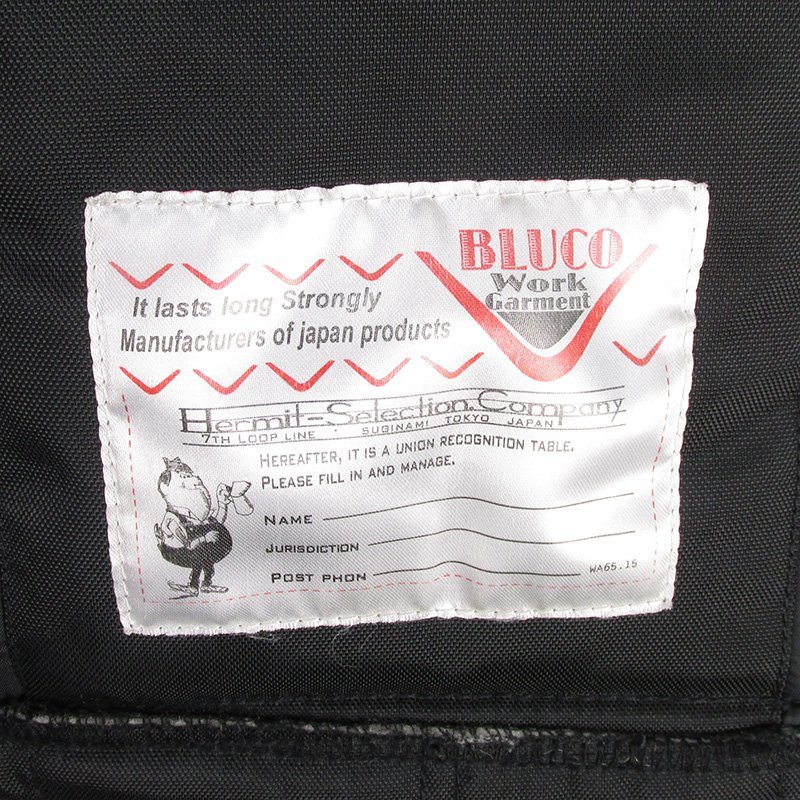 BLUCO
Work
Garment
It lasts long Strongly
Manufacturers of japan products
Hermit-Selection.Company
7TH LOOP LINE SUGINAMI TOKYO JAPAN
HEREAFTER, IT IS A UNION RECOGNITION TABLE.
PLEASE FILL IN AND MANAGE.
NAME
JURISDICTION
POST PHON
WA65.15